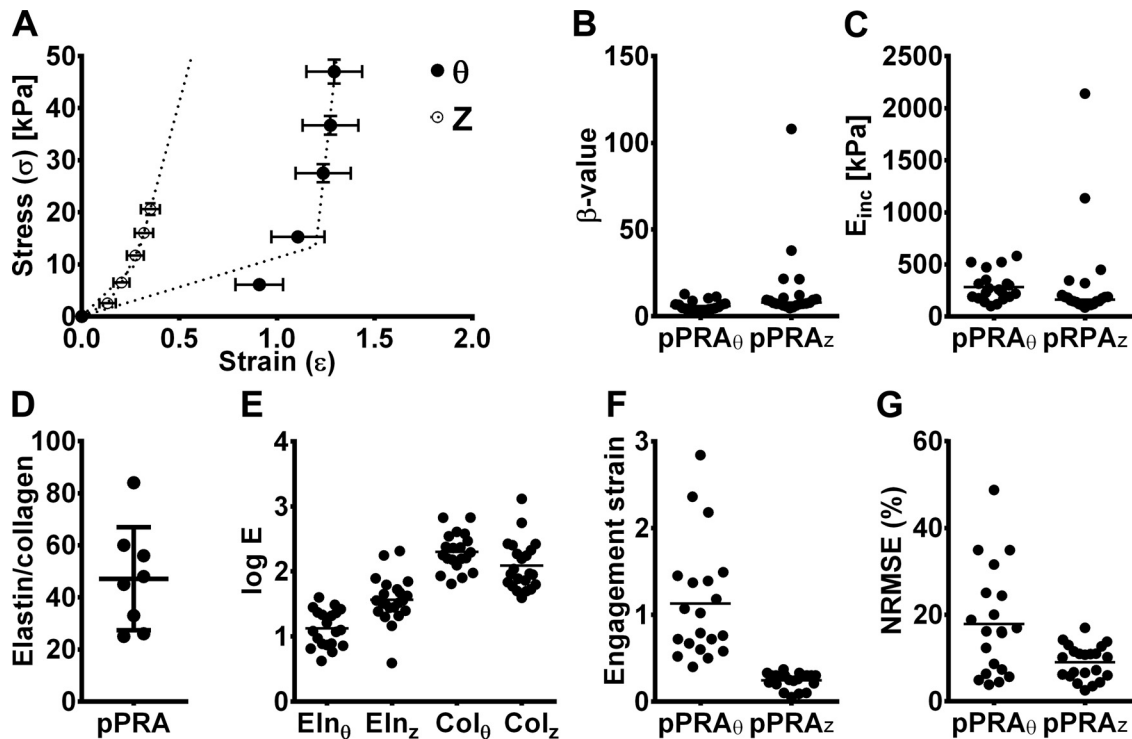 A
Stress (σ) [kPa]
50
40
30
20
10
0
0.0 0.5 1.0 1.5 2.0
Strain (ε)
θ
Z
B
β-value
150
100
50
0
pPRAθ pPRAz
C
Einc [kPa]
2500
2000
1500
1000
500
0
pPRAθ pRPAz
D
Elastin/collagen
100
80
60
40
20
0
pPRA
E
log E
4
3
2
1
0
Elnθ Elnz Colθ Colz
F
Engagement strain
3
2
1
0
pPRAθ pPRAz
G
NRMSE (%)
60
40
20
0
pPRAθ pPRAz